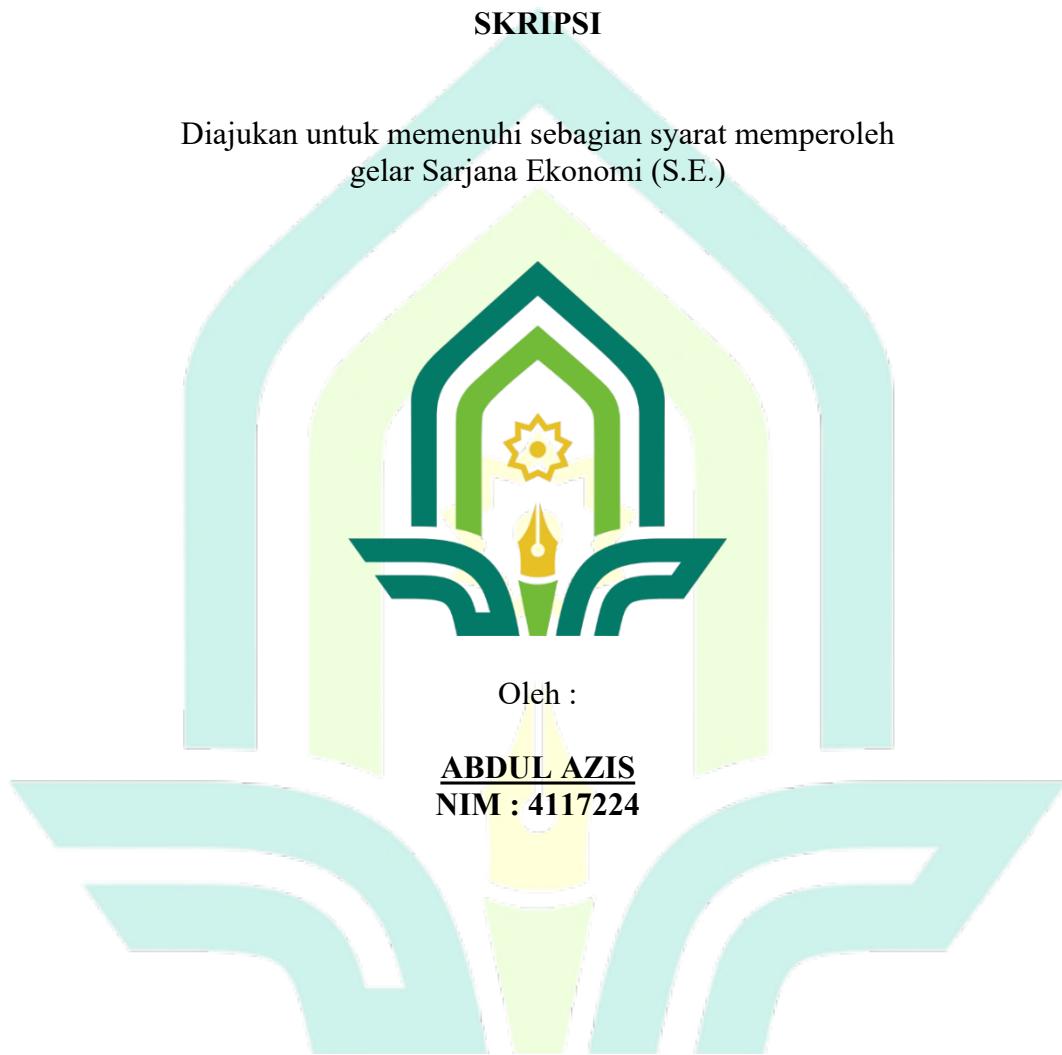 SKRIPSI
Diajukan untuk memenuhi sebagian syarat memperoleh
gelar Sarjana Ekonomi (S.E.)
Oleh :
ABDUL AZIS
NIM : 4117224